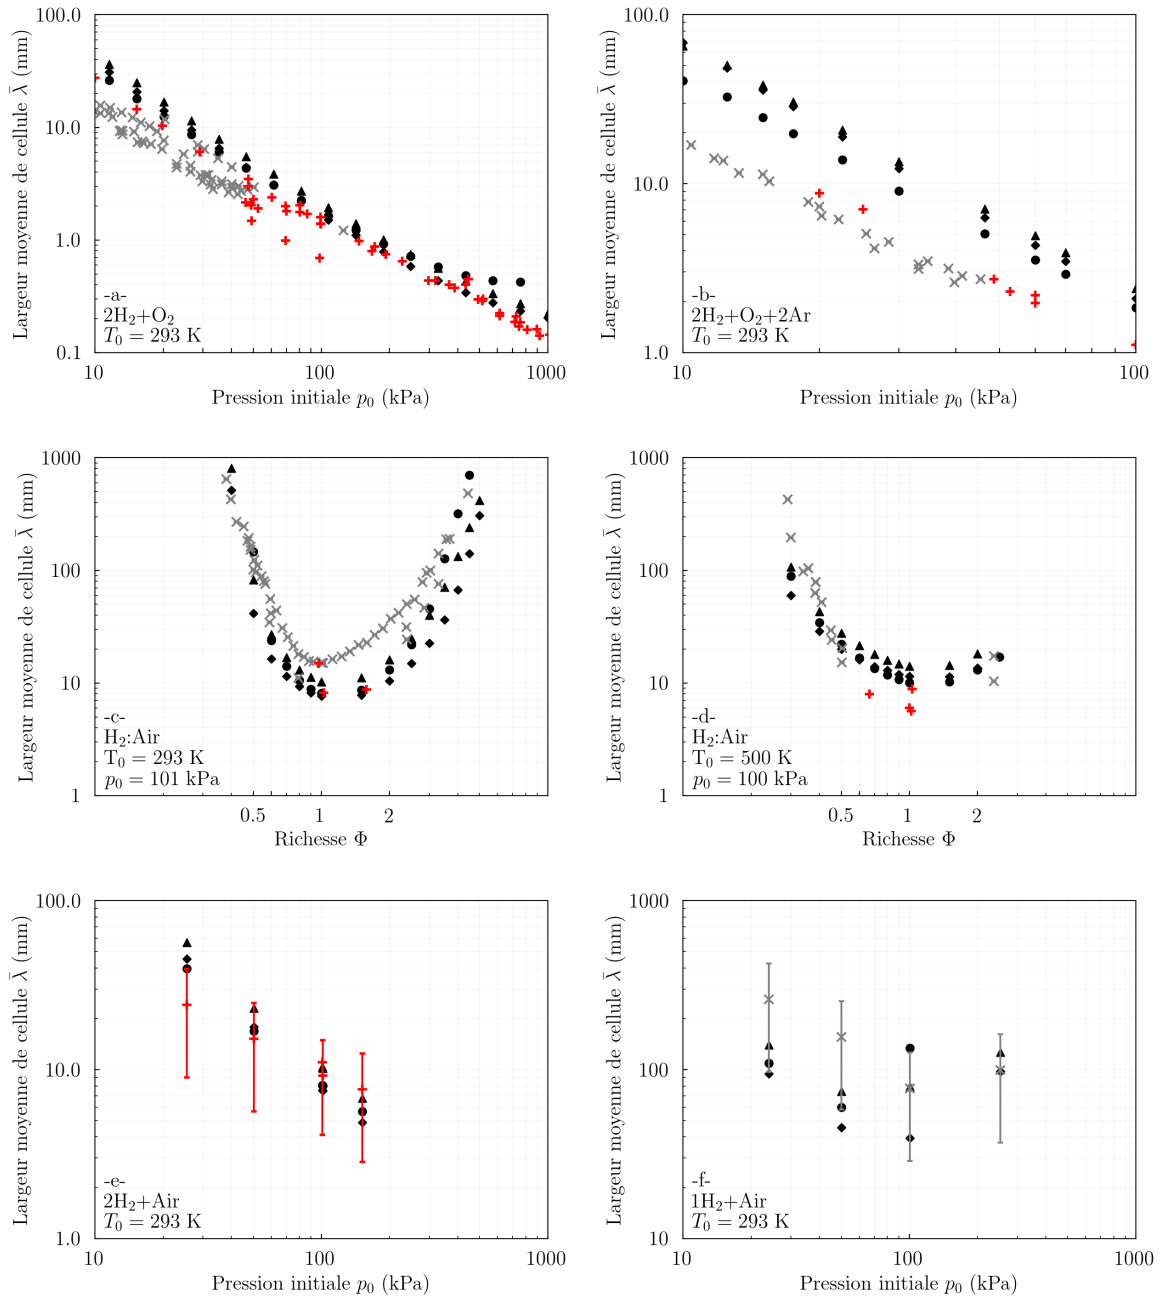 100.0
10.0
1.0
0.1
Largeur moyenne de cellule λ̄ (mm)
-a-
2H₂+O₂
T₀ = 293 K
10
100
1000
Pression initiale p₀ (kPa)
100.0
10.0
1.0
Largeur moyenne de cellule λ̄ (mm)
-b-
2H₂+O₂+2Ar
T₀ = 293 K
10
100
Pression initiale p₀ (kPa)
1000
100
10
1
Largeur moyenne de cellule λ̄ (mm)
-c-
H₂:Air
T₀ = 293 K
p₀ = 101 kPa
0.5
1
2
Richesse Φ
1000
100
10
1
Largeur moyenne de cellule λ̄ (mm)
-d-
H₂:Air
T₀ = 500 K
p₀ = 100 kPa
0.5
1
2
Richesse Φ
100.0
10.0
1.0
Largeur moyenne de cellule λ̄ (mm)
-e-
2H₂+Air
T₀ = 293 K
10
100
1000
Pression initiale p₀ (kPa)
1000
100
10
Largeur moyenne de cellule λ̄ (mm)
-f-
1H₂+Air
T₀ = 293 K
10
100
1000
Pression initiale p₀ (kPa)